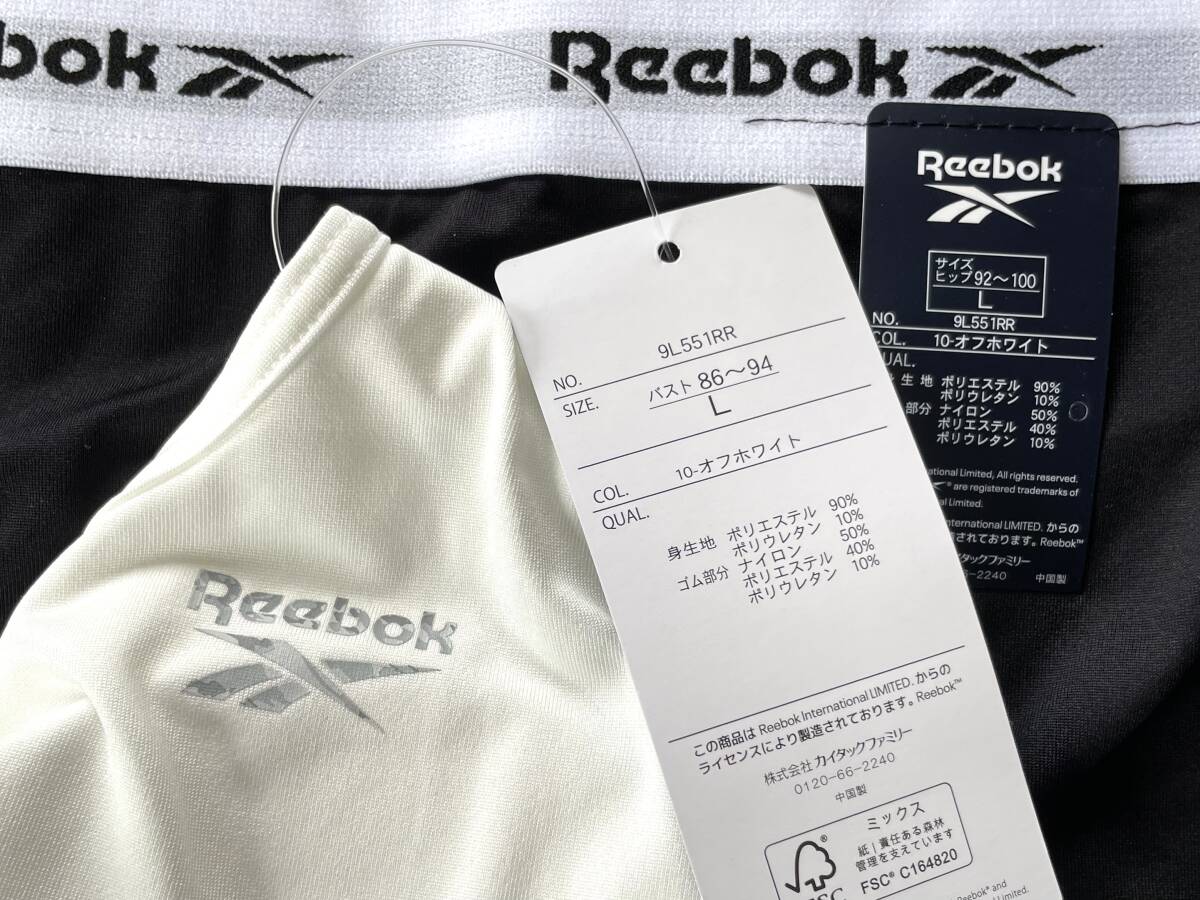 bok
Reebok
Reebok
サイズ
ヒップ 92～100
L
NO. 9L551RR
COL. 10-オフホワイト
QUAL.
生地 ポリエステル 90%
ポリウレタン 10%
部分 ナイロン 50%
ポリエステル 40%
ポリウレタン 10%
Limited, All rights reserved.
are registered trademarks of
Limited.
International LIMITED. からの
されております。Reebok™
カイタックファミリー
-2240 中国製
NO. 9L551RR
SIZE. バスト 86～94
L
COL. 10-オフホワイト
QUAL.
身生地 ポリエステル 90%
ポリウレタン 10%
ゴム部分 ナイロン 50%
ポリエステル 40%
ポリウレタン 10%
この商品は Reebok International LIMITED. からの
ライセンスにより製造されております。Reebok™
株式会社 カイタックファミリー
0120-66-2240
中国製
ミックス
紙｜責任ある森林
管理を支えています
FSC® C164820
FSC
Reebok® and
Limited.
Reebok